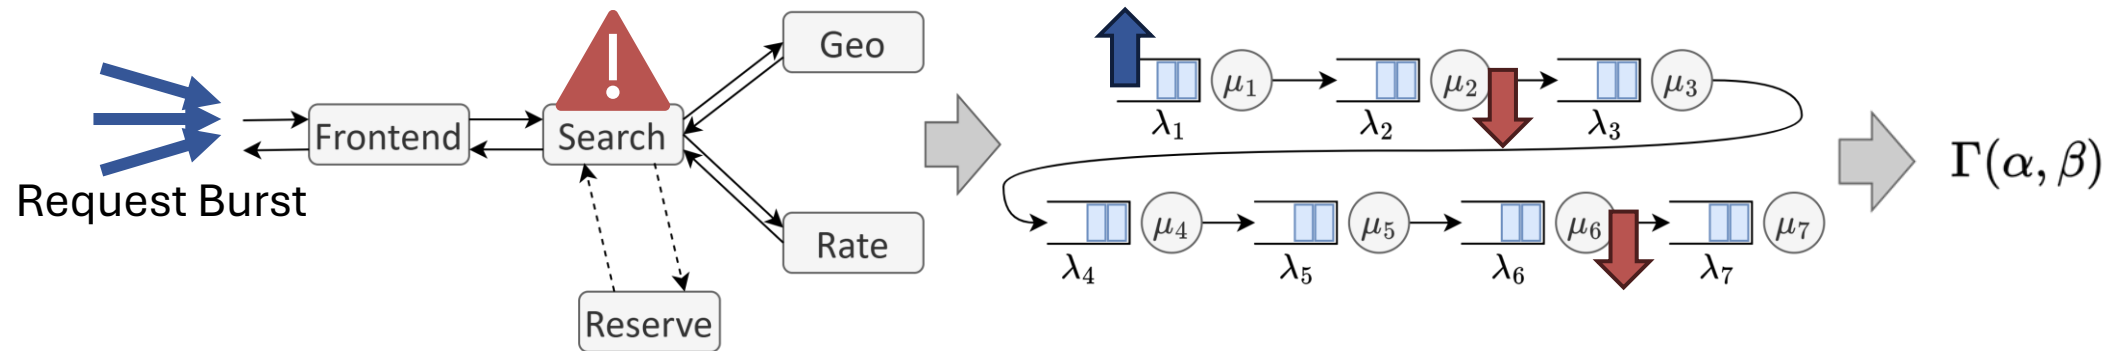 Request Burst
Frontend
!
Search
Geo
Rate
Reserve
μ₁
μ₂
μ₃
λ₁
λ₂
λ₃
μ₄
μ₅
μ₆
μ₇
λ₄
λ₅
λ₆
λ₇
Γ(α, β)